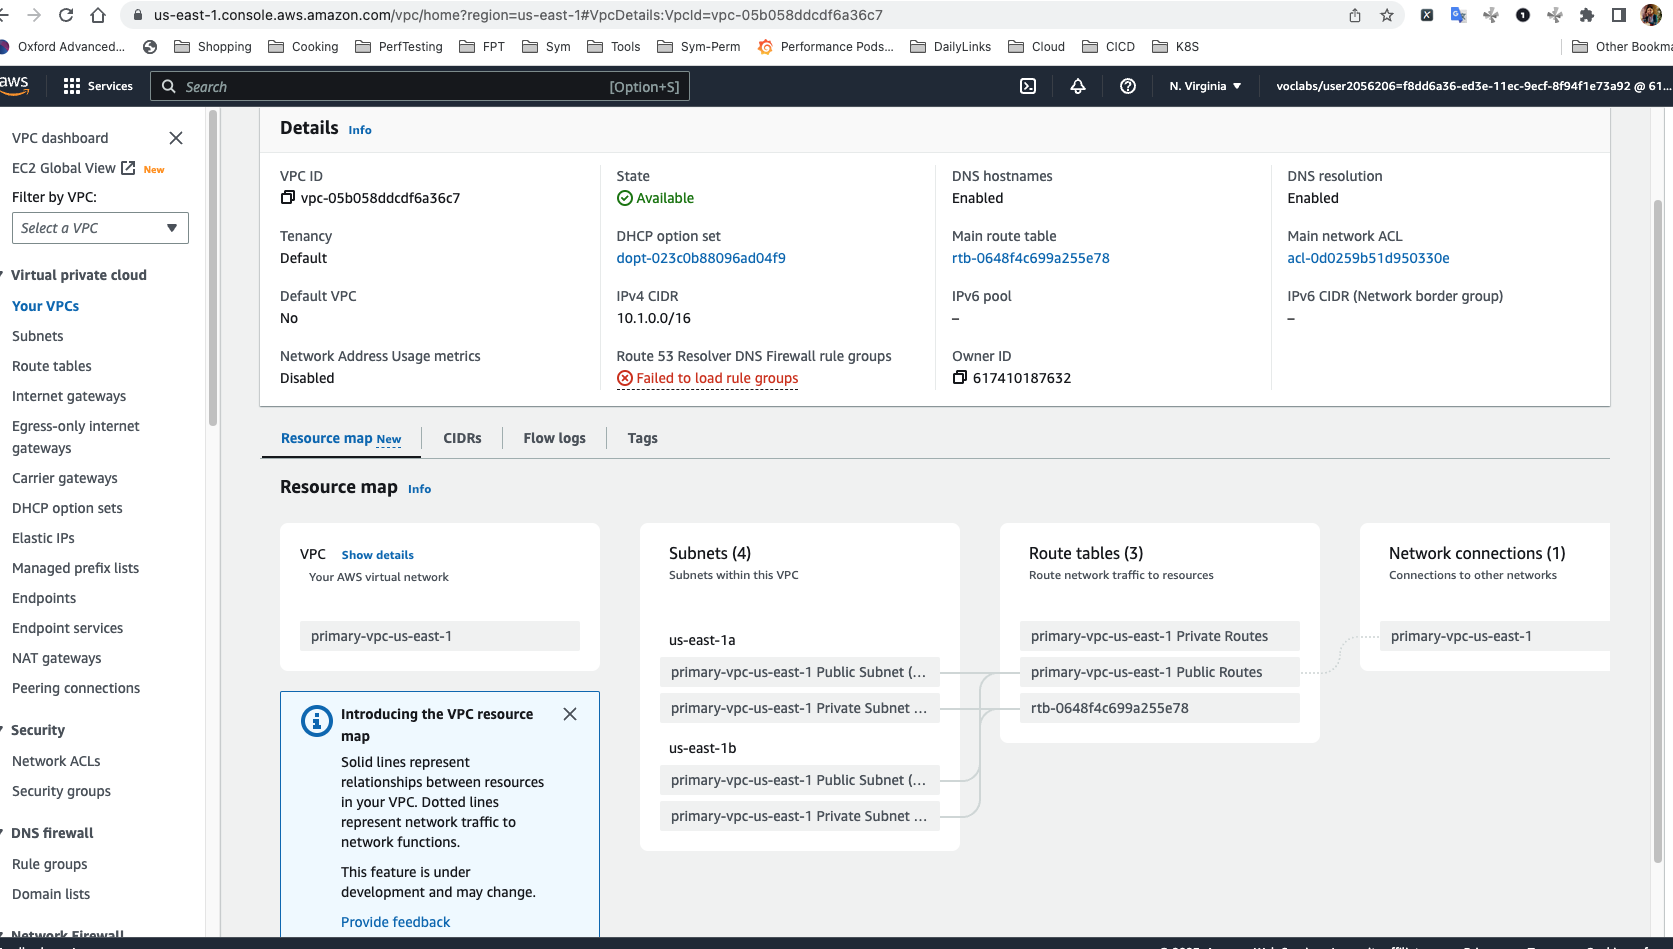 us-east-1.console.aws.amazon.com/vpc/home?region=us-east-1#VpcDetails:VpcId=vpc-05b058ddcdf6a36c7
Oxford Advanced... Shopping Cooking PerfTesting FPT Sym Tools Sym-Perm Performance Pods... DailyLinks Cloud CICD K8S Other Bookma
aws Services Search [Option+S] N. Virginia voclabs/user2056206=f8dd6a36-ed3e-11ec-9ecf-8f94f1e73a92 @ 61...
VPC dashboard
EC2 Global View New
Filter by VPC:
Select a VPC
Virtual private cloud
Your VPCs
Subnets
Route tables
Internet gateways
Egress-only internet
gateways
Carrier gateways
DHCP option sets
Elastic IPs
Managed prefix lists
Endpoints
Endpoint services
NAT gateways
Peering connections
Security
Network ACLs
Security groups
DNS firewall
Rule groups
Domain lists
Network Firewall
Details Info
VPC ID
vpc-05b058ddcdf6a36c7
State
Available
DNS hostnames
Enabled
DNS resolution
Enabled
Tenancy
Default
DHCP option set
dopt-023c0b88096ad04f9
Main route table
rtb-0648f4c699a255e78
Main network ACL
acl-0d0259b51d950330e
Default VPC
No
IPv4 CIDR
10.1.0.0/16
IPv6 pool
–
IPv6 CIDR (Network border group)
–
Network Address Usage metrics
Disabled
Route 53 Resolver DNS Firewall rule groups
Failed to load rule groups
Owner ID
617410187632
Resource map New CIDRs Flow logs Tags
Resource map Info
VPC Show details
Your AWS virtual network
primary-vpc-us-east-1
Introducing the VPC resource
map
Solid lines represent
relationships between resources
in your VPC. Dotted lines
represent network traffic to
network functions.
This feature is under
development and may change.
Provide feedback
Subnets (4)
Subnets within this VPC
us-east-1a
primary-vpc-us-east-1 Public Subnet (...
primary-vpc-us-east-1 Private Subnet ...
us-east-1b
primary-vpc-us-east-1 Public Subnet (...
primary-vpc-us-east-1 Private Subnet ...
Route tables (3)
Route network traffic to resources
primary-vpc-us-east-1 Private Routes
primary-vpc-us-east-1 Public Routes
rtb-0648f4c699a255e78
Network connections (1)
Connections to other networks
primary-vpc-us-east-1